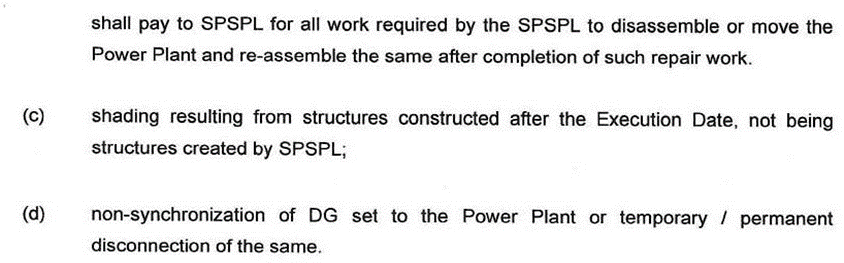 shall pay to SPSPL for all work required by the SPSPL to disassemble or move the
Power Plant and re-assemble the same after completion of such repair work.
(c) shading resulting from structures constructed after the Execution Date, not being
structures created by SPSPL;
(d) non-synchronization of DG set to the Power Plant or temporary / permanent
disconnection of the same.